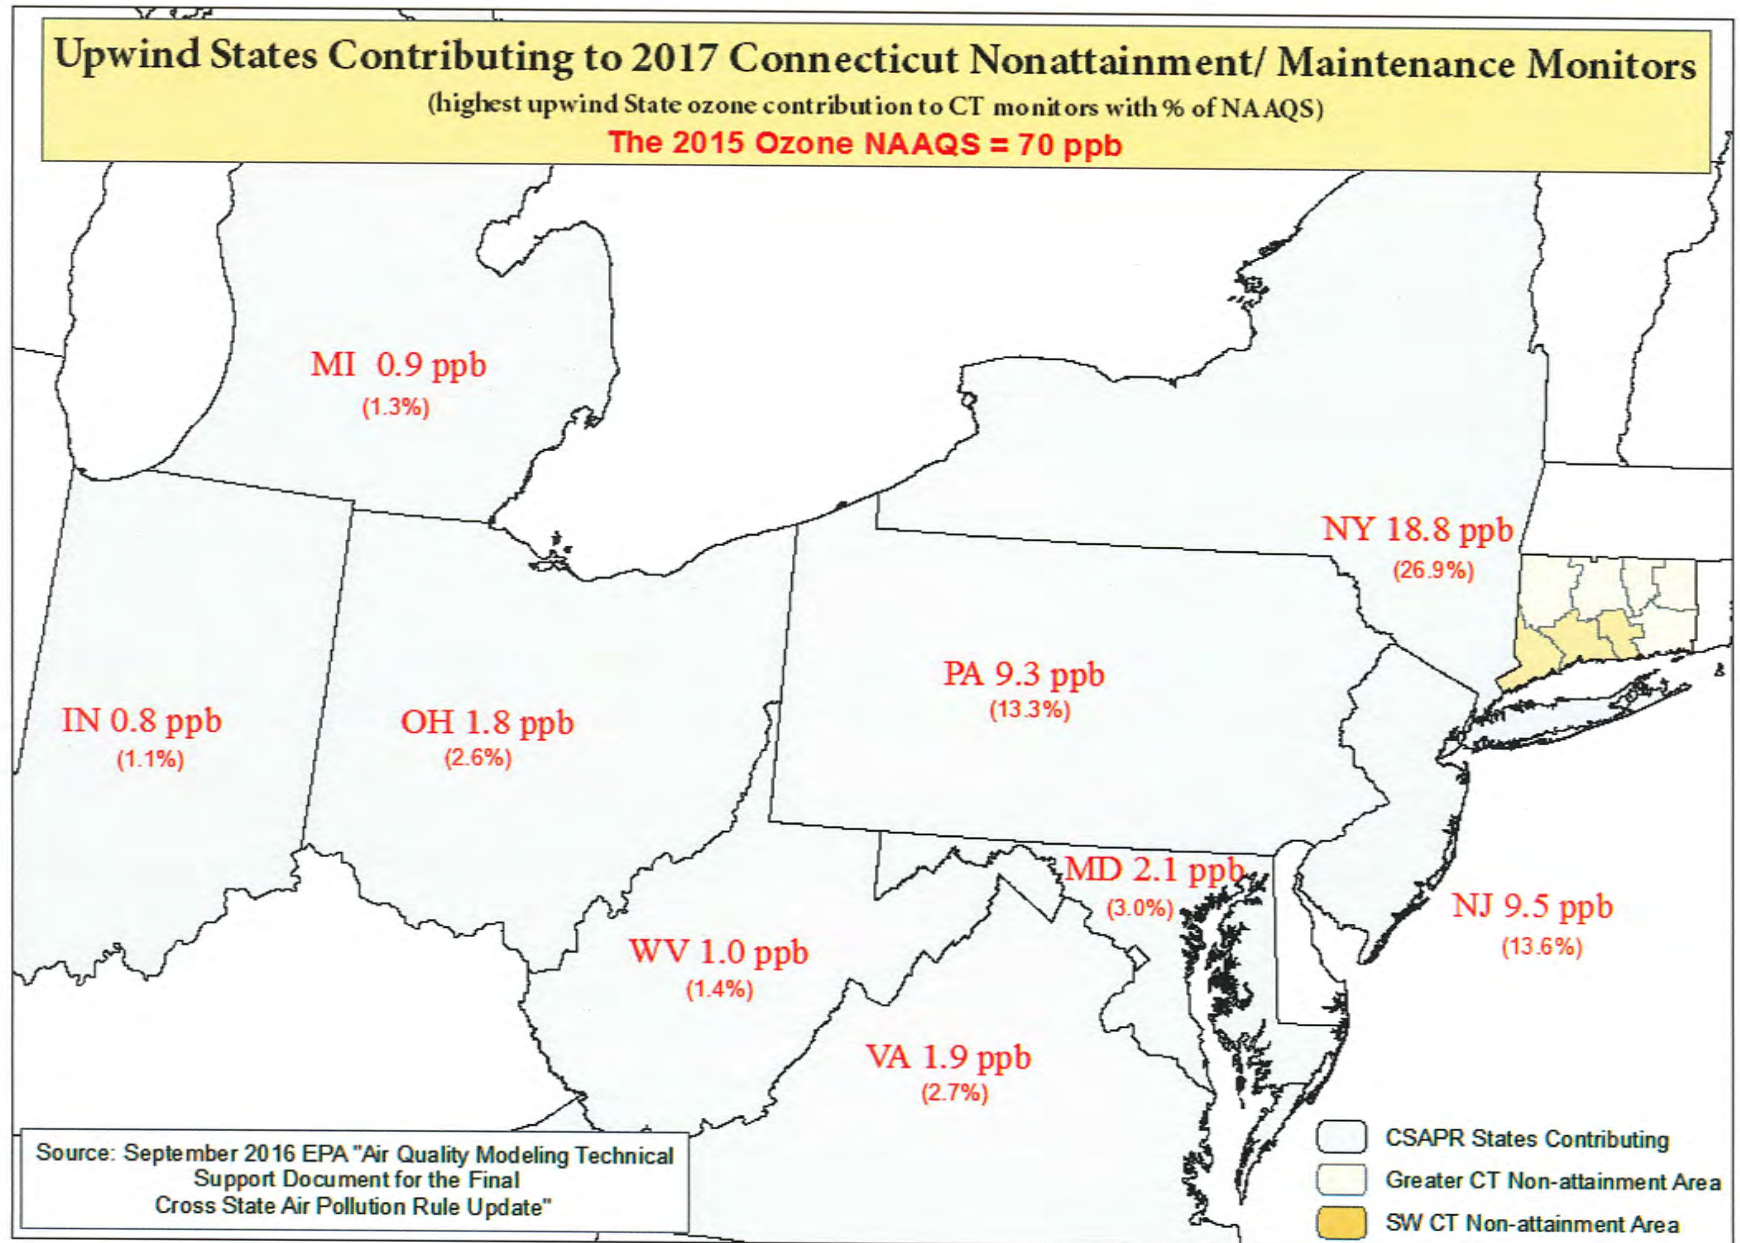 Upwind States Contributing to 2017 Connecticut Nonattainment/ Maintenance Monitors
(highest upwind State ozone contribution to CT monitors with % of NAAQS)
The 2015 Ozone NAAQS = 70 ppb
MI 0.9 ppb
(1.3%)
NY 18.8 ppb
(26.9%)
PA 9.3 ppb
(13.3%)
IN 0.8 ppb
(1.1%)
OH 1.8 ppb
(2.6%)
MD 2.1 ppb
(3.0%)
NJ 9.5 ppb
(13.6%)
WV 1.0 ppb
(1.4%)
VA 1.9 ppb
(2.7%)
Source: September 2016 EPA "Air Quality Modeling Technical
Support Document for the Final
Cross State Air Pollution Rule Update"
CSAPR States Contributing
Greater CT Non-attainment Area
SW CT Non-attainment Area